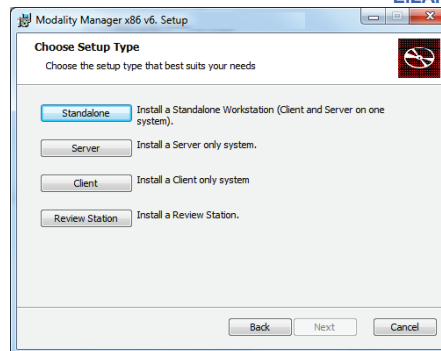 Modality Manager x86 v6. Setup
Choose Setup Type
Choose the setup type that best suits your needs
Standalone
Install a Standalone Workstation (Client and Server on one
system).
Server
Install a Server only system.
Client
Install a Client only system
Review Station
Install a Review Station.
Back
Next
Cancel